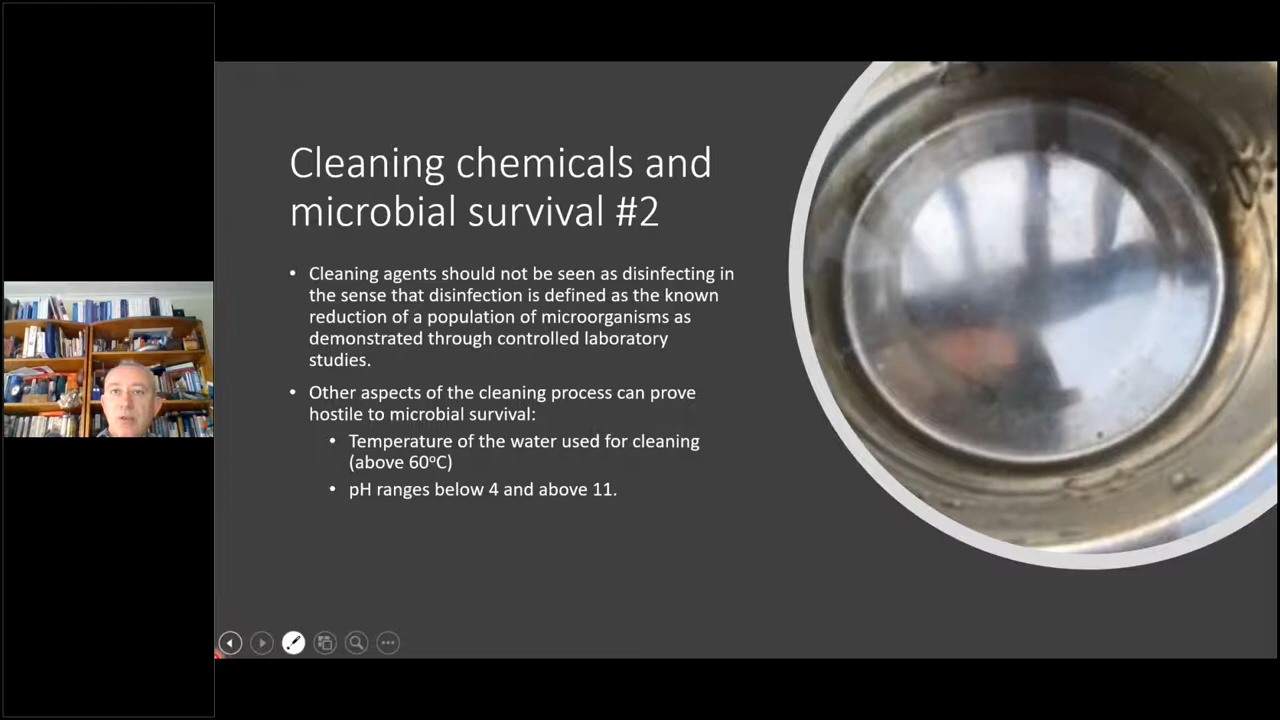 Cleaning chemicals and
microbial survival #2
• Cleaning agents should not be seen as disinfecting in
the sense that disinfection is defined as the known
reduction of a population of microorganisms as
demonstrated through controlled laboratory
studies.
• Other aspects of the cleaning process can prove
hostile to microbial survival:
• Temperature of the water used for cleaning
(above 60°C)
• pH ranges below 4 and above 11.